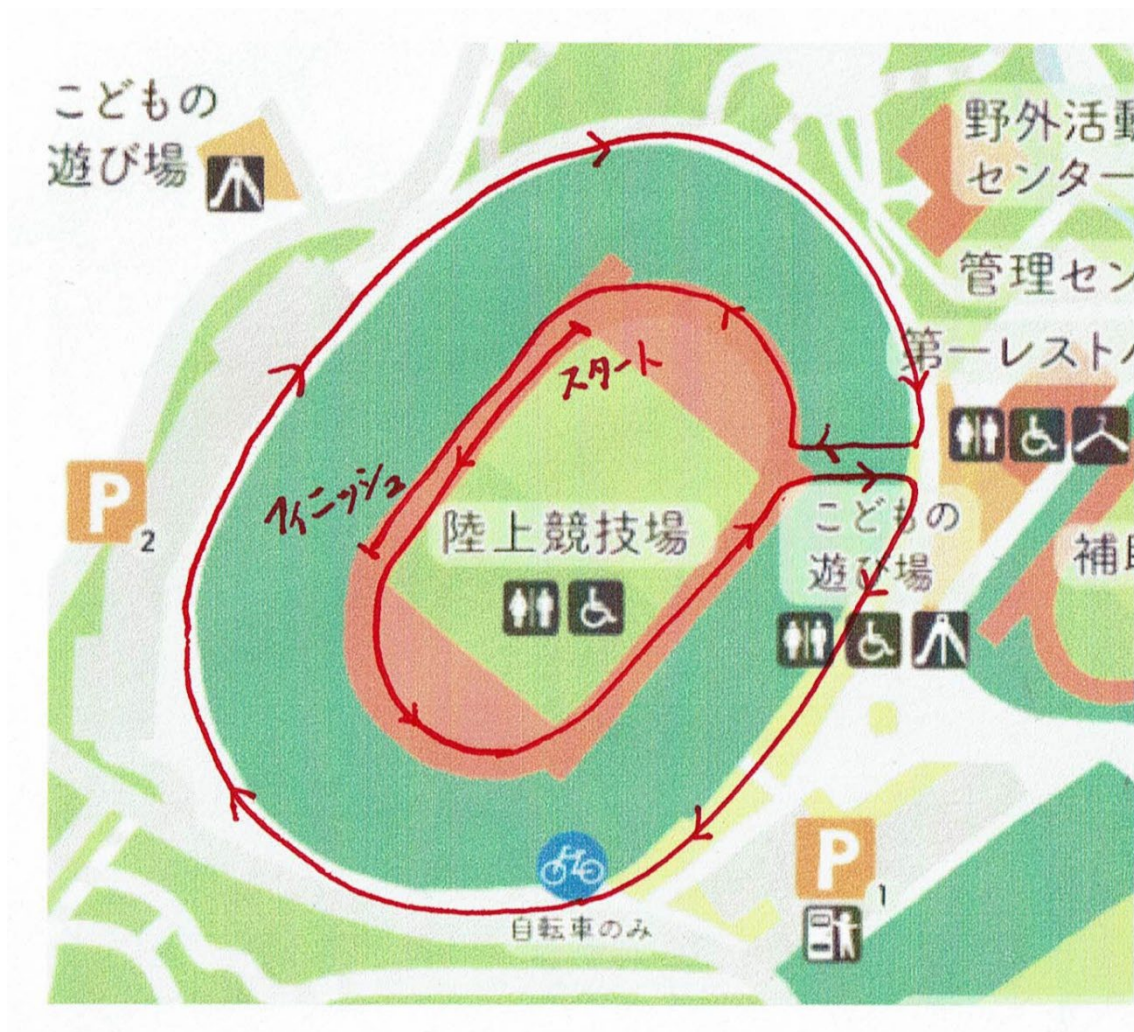 こどもの
遊び場
野外活動
センター
管理セン
第一レスト
スタート
フィニッシュ
P
2
陸上競技場
こどもの
遊び場
補
P
1
自転車のみ